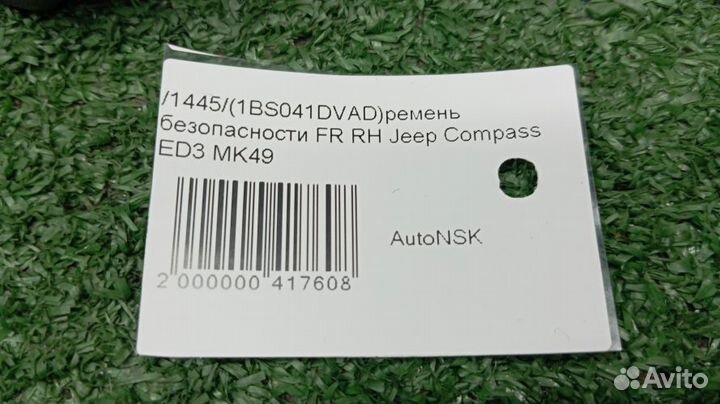 /1445/(1BS041DVAD)ремень
безопасности FR RH Jeep Compass
ED3 MK49
AutoNSK
2 000000 417608
Avito